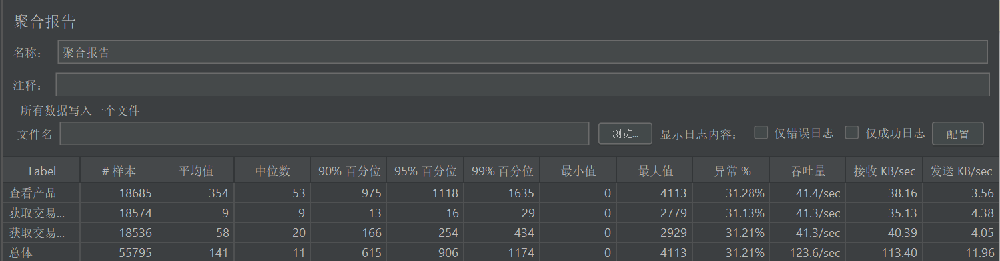 聚合报告
名称： 聚合报告
注释：
所有数据写入一个文件
文件名 浏览... 显示日志内容： 仅错误日志 仅成功日志 配置
Label # 样本 平均值 中位数 90% 百分位 95% 百分位 99% 百分位 最小值 最大值 异常 % 吞吐量 接收 KB/sec 发送 KB/sec
查看产品 18685 354 53 975 1118 1635 0 4113 31.28% 41.4/sec 38.16 3.56
获取交易... 18574 9 9 13 16 29 0 2779 31.13% 41.3/sec 35.13 4.38
获取交易... 18536 58 20 166 254 434 0 2929 31.21% 41.3/sec 40.39 4.05
总体 55795 141 11 615 906 1174 0 4113 31.21% 123.6/sec 113.40 11.96